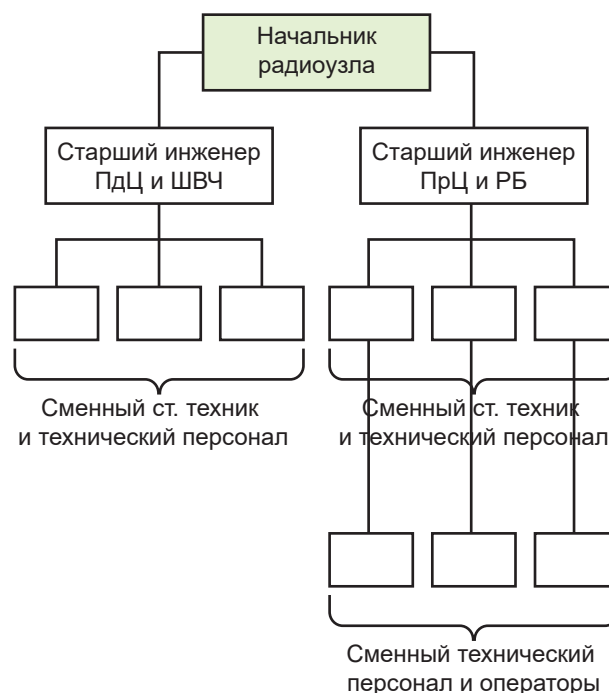 Начальник
радиоузла
Старший инженер
ПдЦ и ШВЧ
Старший инженер
ПрЦ и РБ
Сменный ст. техник
и технический персонал
Сменный ст. техник
и технический персонал
Сменный технический
персонал и операторы